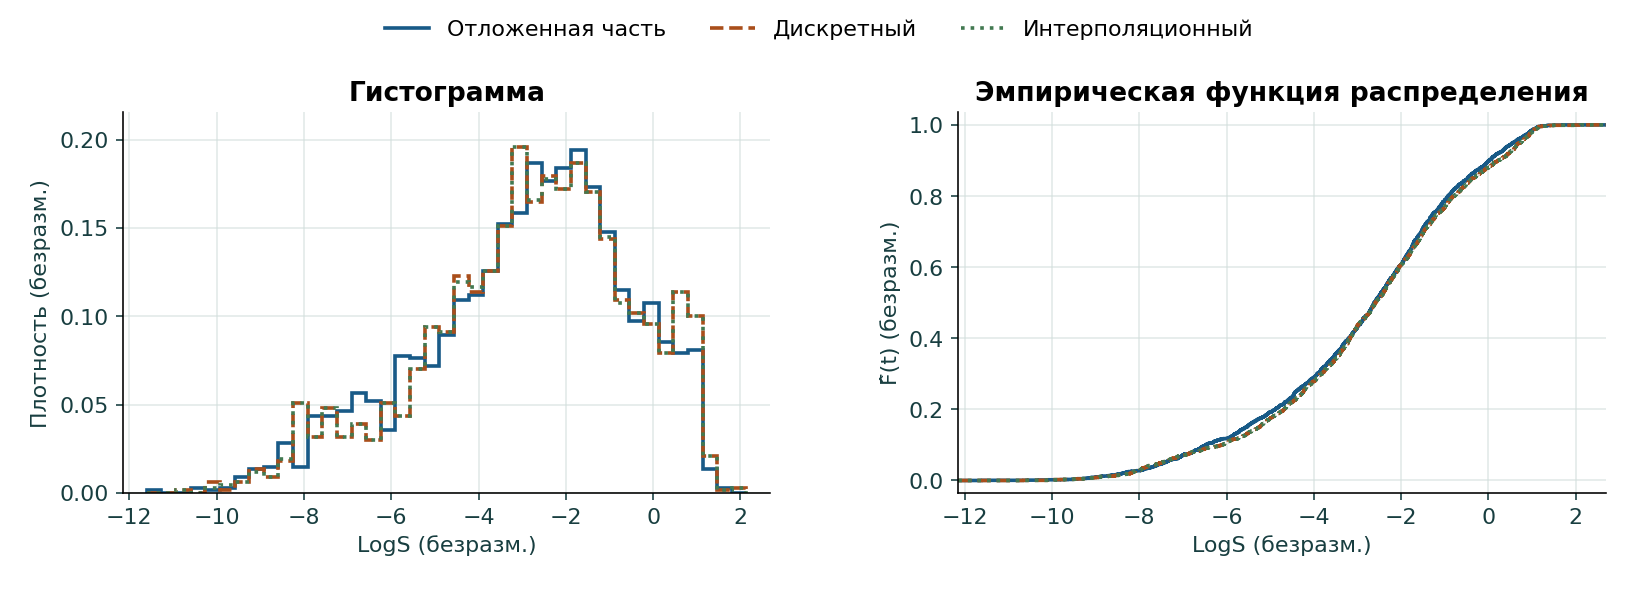 Отложенная часть Дискретный Интерполяционный
Гистограмма
Плотность (безразм.)
0.20
0.15
0.10
0.05
0.00
−12 −10 −8 −6 −4 −2 0 2
LogS (безразм.)
Эмпирическая функция распределения
F̂(t) (безразм.)
1.0
0.8
0.6
0.4
0.2
0.0
−12 −10 −8 −6 −4 −2 0 2
LogS (безразм.)